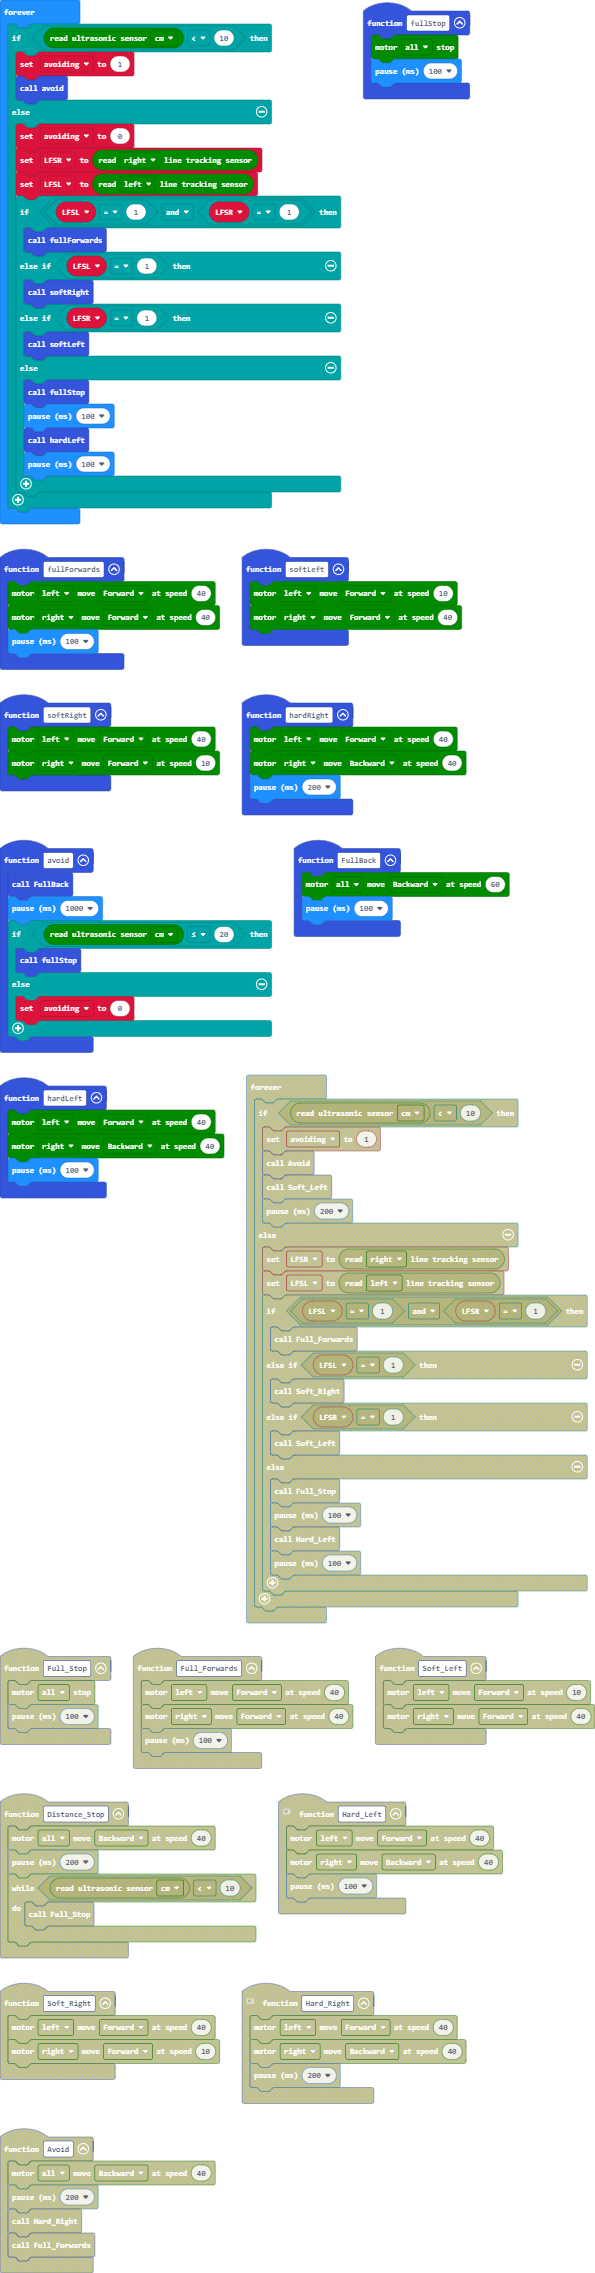 forever
if read ultrasonic sensor cm < 10 then
set avoiding to 1
call avoid
else
set avoiding to 0
set LFSR to read right line tracking sensor
set LFSL to read left line tracking sensor
if LFSL = 1 and LFSR = 1 then
call fullForwards
else if LFSL = 1 then
call softRight
else if LFSR = 1 then
call softLeft
else
call fullStop
pause (ms) 100
call hardLeft
pause (ms) 100
function fullStop
motor all stop
pause (ms) 100
function fullForwards
motor left move Forward at speed 40
motor right move Forward at speed 40
pause (ms) 100
function softLeft
motor left move Forward at speed 10
motor right move Forward at speed 40
function softRight
motor left move Forward at speed 40
motor right move Forward at speed 10
function hardRight
motor left move Forward at speed 40
motor right move Backward at speed 40
pause (ms) 200
function avoid
call FullBack
pause (ms) 1000
if read ultrasonic sensor cm ≤ 20 then
call fullStop
else
set avoiding to 0
function FullBack
motor all move Backward at speed 60
pause (ms) 100
function hardLeft
motor left move Forward at speed 40
motor right move Backward at speed 40
pause (ms) 100
forever
if read ultrasonic sensor cm < 10 then
set avoiding to 1
call Avoid
call Soft_Left
pause (ms) 200
else
set LFSR to read right line tracking sensor
set LFSL to read left line tracking sensor
if LFSL = 1 and LFSR = 1 then
call Full_Forwards
else if LFSL = 1 then
call Soft_Right
else if LFSR = 1 then
call Soft_Left
else
call Full_Stop
pause (ms) 100
call Hard_Left
pause (ms) 100
function Full_Stop
motor all stop
pause (ms) 100
function Full_Forwards
motor left move Forward at speed 40
motor right move Forward at speed 40
pause (ms) 100
function Soft_Left
motor left move Forward at speed 10
motor right move Forward at speed 40
function Distance_Stop
motor all move Backward at speed 40
pause (ms) 200
while read ultrasonic sensor cm < 10
do call Full_Stop
function Hard_Left
motor left move Forward at speed 40
motor right move Backward at speed 40
pause (ms) 100
function Soft_Right
motor left move Forward at speed 40
motor right move Forward at speed 10
function Hard_Right
motor left move Forward at speed 40
motor right move Backward at speed 40
pause (ms) 200
function Avoid
motor all move Backward at speed 40
pause (ms) 200
call Hard_Right
call Full_Forwards